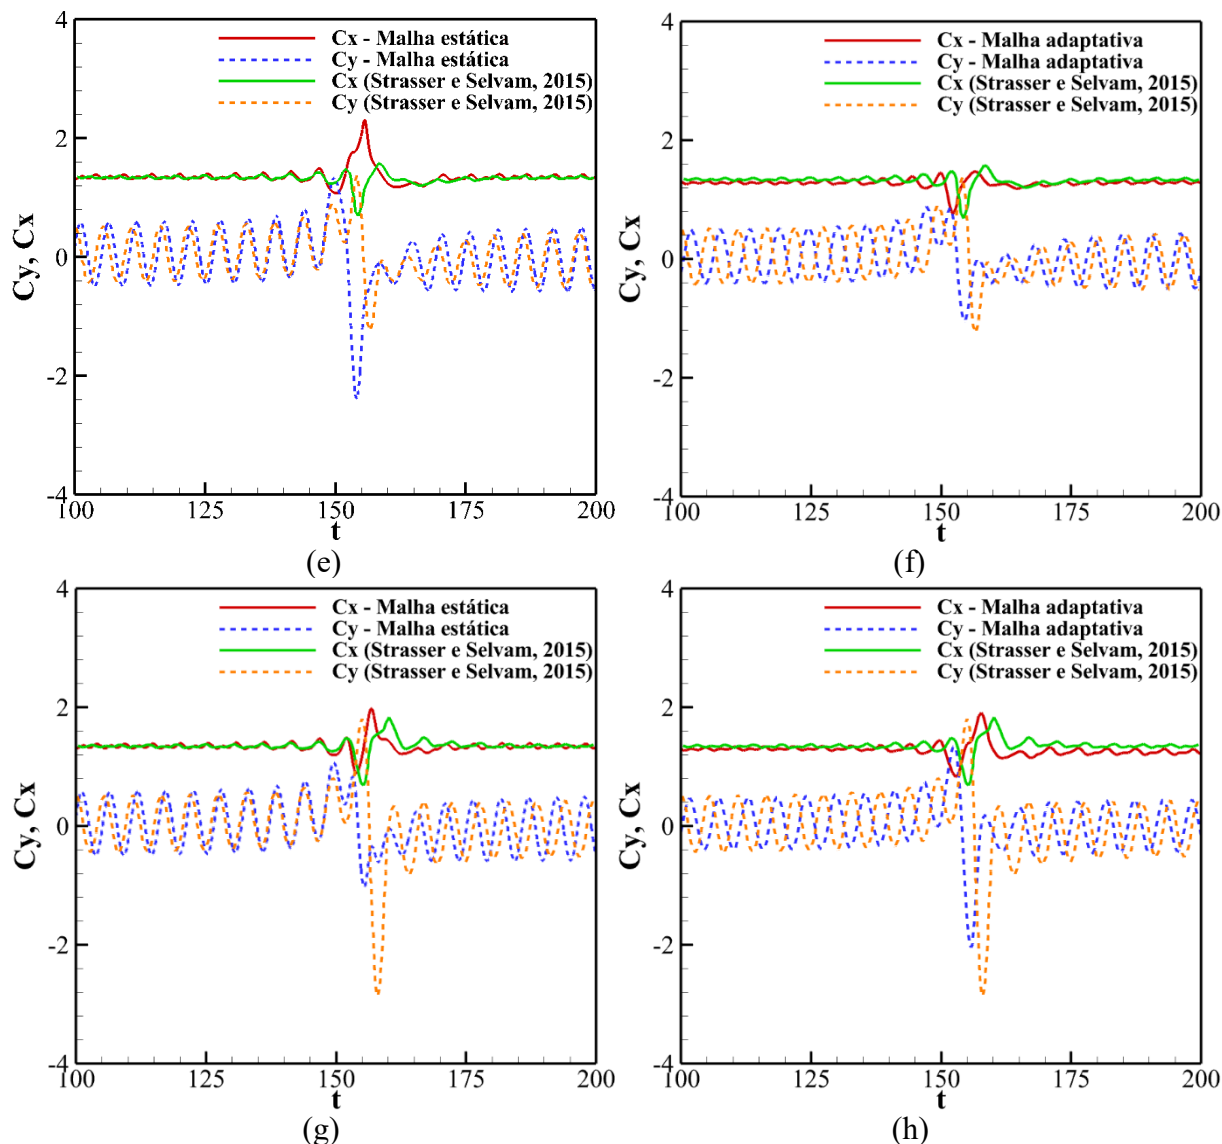 4
2
0
-2
-4
Cy, Cx
Cx - Malha estática
Cy - Malha estática
Cx (Strasser e Selvam, 2015)
Cy (Strasser e Selvam, 2015)
100 125 150 175 200
t
(e)
4
2
0
-2
-4
Cy, Cx
Cx - Malha adaptativa
Cy - Malha adaptativa
Cx (Strasser e Selvam, 2015)
Cy (Strasser e Selvam, 2015)
100 125 150 175 200
t
(f)
4
2
0
-2
-4
Cy, Cx
Cx - Malha estática
Cy - Malha estática
Cx (Strasser e Selvam, 2015)
Cy (Strasser e Selvam, 2015)
100 125 150 175 200
t
(g)
4
2
0
-2
-4
Cy, Cx
Cx - Malha adaptativa
Cy - Malha adaptativa
Cx (Strasser e Selvam, 2015)
Cy (Strasser e Selvam, 2015)
100 125 150 175 200
t
(h)